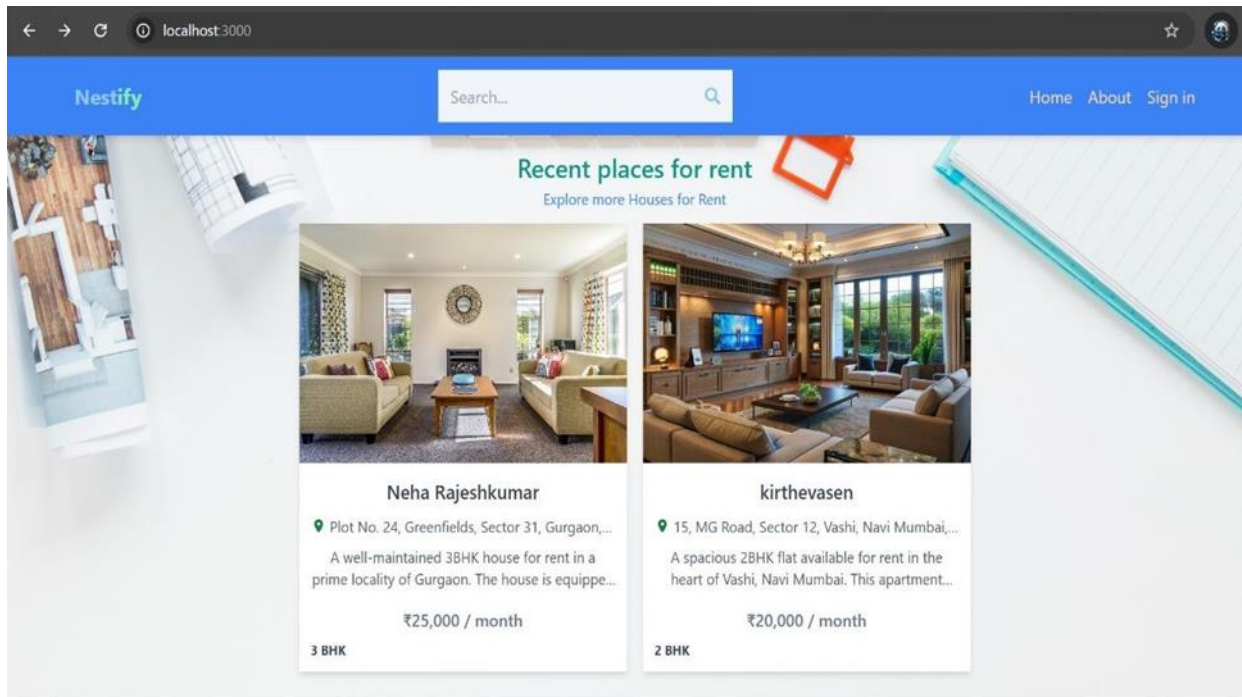 localhost:3000
Nestify
Search...
Home About Sign in
Recent places for rent
Explore more Houses for Rent
Neha Rajeshkumar
Plot No. 24, Greenfields, Sector 31, Gurgaon,...
A well-maintained 3BHK house for rent in a
prime locality of Gurgaon. The house is equippe...
₹25,000 / month
3 BHK
kirthevasen
15, MG Road, Sector 12, Vashi, Navi Mumbai,...
A spacious 2BHK flat available for rent in the
heart of Vashi, Navi Mumbai. This apartment...
₹20,000 / month
2 BHK